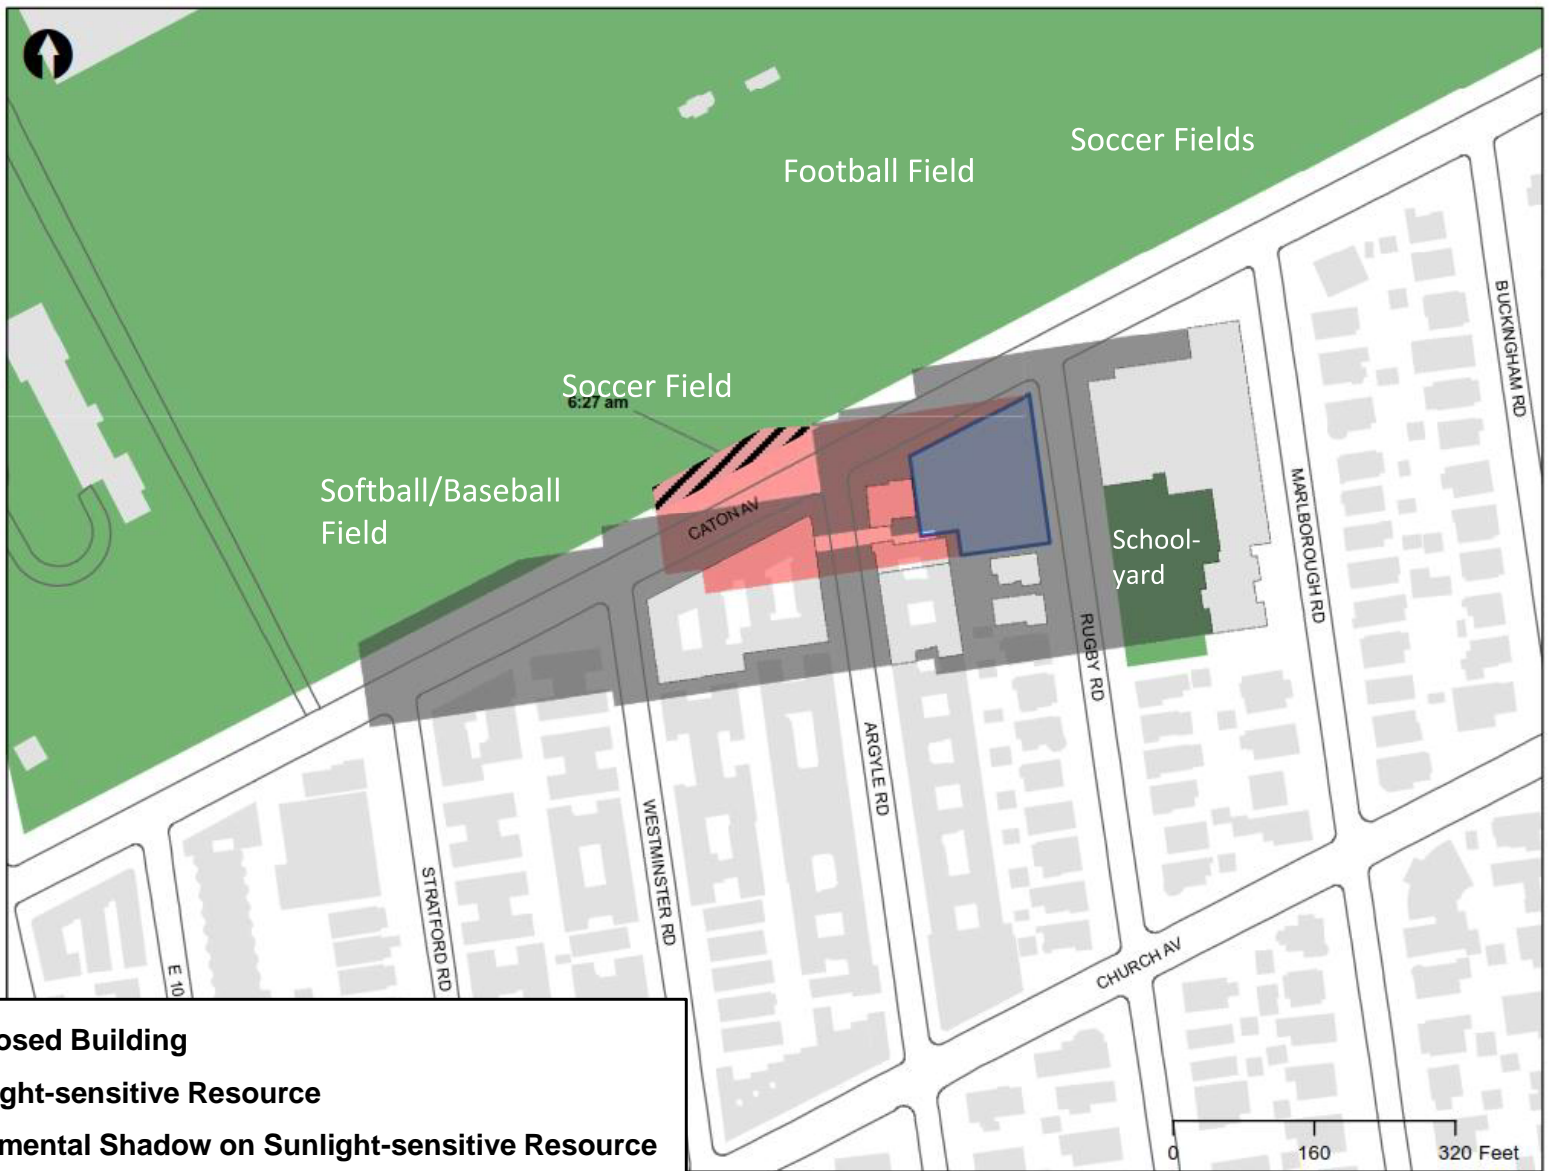 Soccer Fields
Football Field
Soccer Field
6:27 am
Softball/Baseball
Field
CATON AV
School-
yard
BUCKINGHAM RD
MARLBOROUGH RD
RUGBY RD
ARGYLE RD
WESTMINSTER RD
STRATFORD RD
E 10
CHURCH AV
osed Building
ght-sensitive Resource
mental Shadow on Sunlight-sensitive Resource
0 160 320 Feet